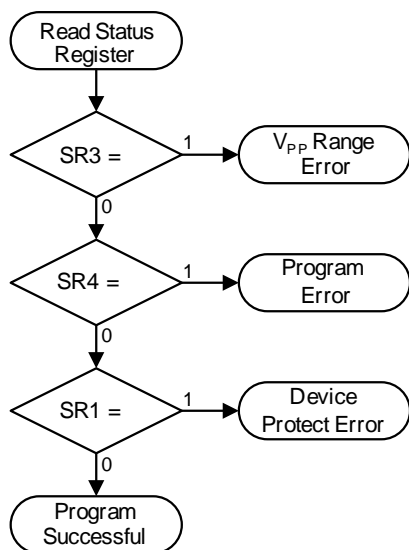 Read Status
Register
SR3 =
1
V_PP Range
Error
0
SR4 =
1
Program
Error
0
SR1 =
1
Device
Protect Error
0
Program
Successful